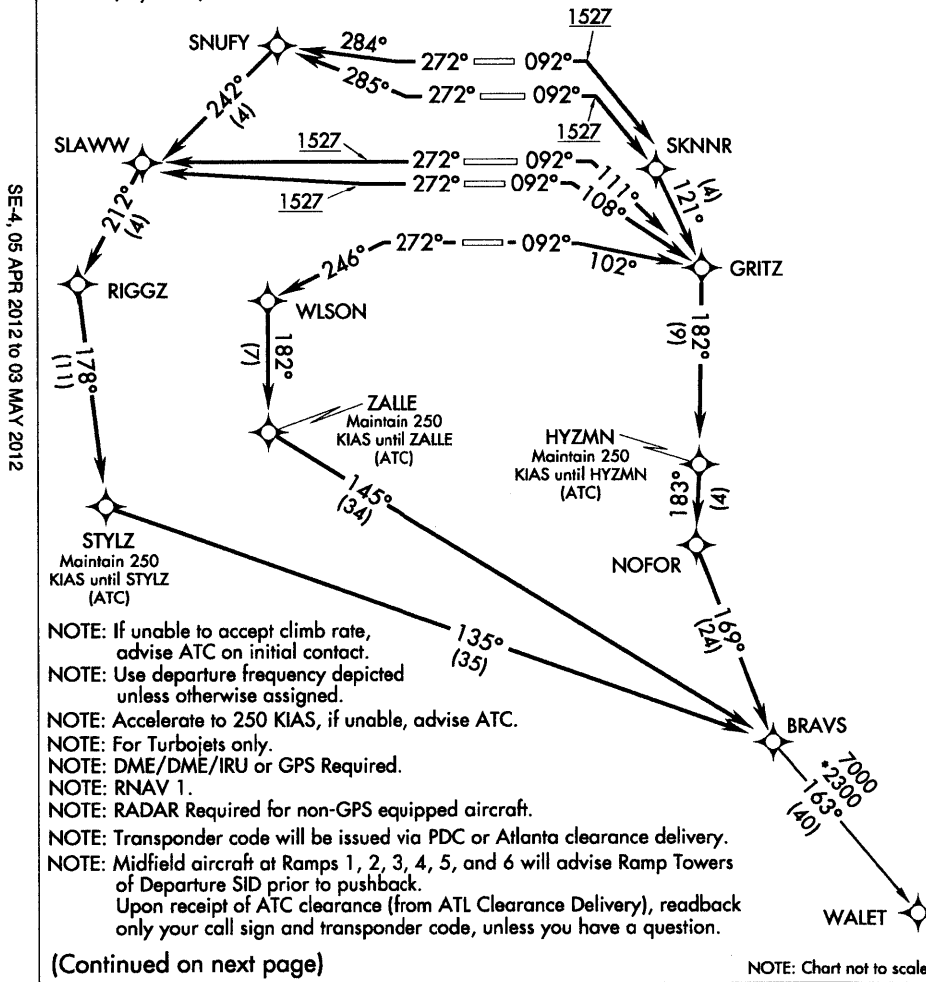 1527
SNUFY
284°
272° 092°
285°
272° 092°
1527
242°
(4)
SLAWW
1527
272° 092°
111°
SKNNR
(4)
121°
272° 092°
108°
1527
212°
(4)
272° 092°
246°
102°
GRITZ
RIGGZ
WLSON
182°
(7)
182°
(9)
178°
(11)
ZALLE
Maintain 250
KIAS until ZALLE
(ATC)
HYZMN
Maintain 250
KIAS until HYZMN
(ATC)
183°
(4)
145°
(34)
STYLZ
Maintain 250
KIAS until STYLZ
(ATC)
NOFOR
169°
(24)
135°
(35)
BRAVS
7000
*2300
163°
(40)
WALET
NOTE: If unable to accept climb rate,
advise ATC on initial contact.
NOTE: Use departure frequency depicted
unless otherwise assigned.
NOTE: Accelerate to 250 KIAS, if unable, advise ATC.
NOTE: For Turbojets only.
NOTE: DME/DME/IRU or GPS Required.
NOTE: RNAV 1.
NOTE: RADAR Required for non-GPS equipped aircraft.
NOTE: Transponder code will be issued via PDC or Atlanta clearance delivery.
NOTE: Midfield aircraft at Ramps 1, 2, 3, 4, 5, and 6 will advise Ramp Towers
of Departure SID prior to pushback.
Upon receipt of ATC clearance (from ATL Clearance Delivery), readback
only your call sign and transponder code, unless you have a question.
(Continued on next page)
NOTE: Chart not to scale
SE-4, 05 APR 2012 to 03 MAY 2012